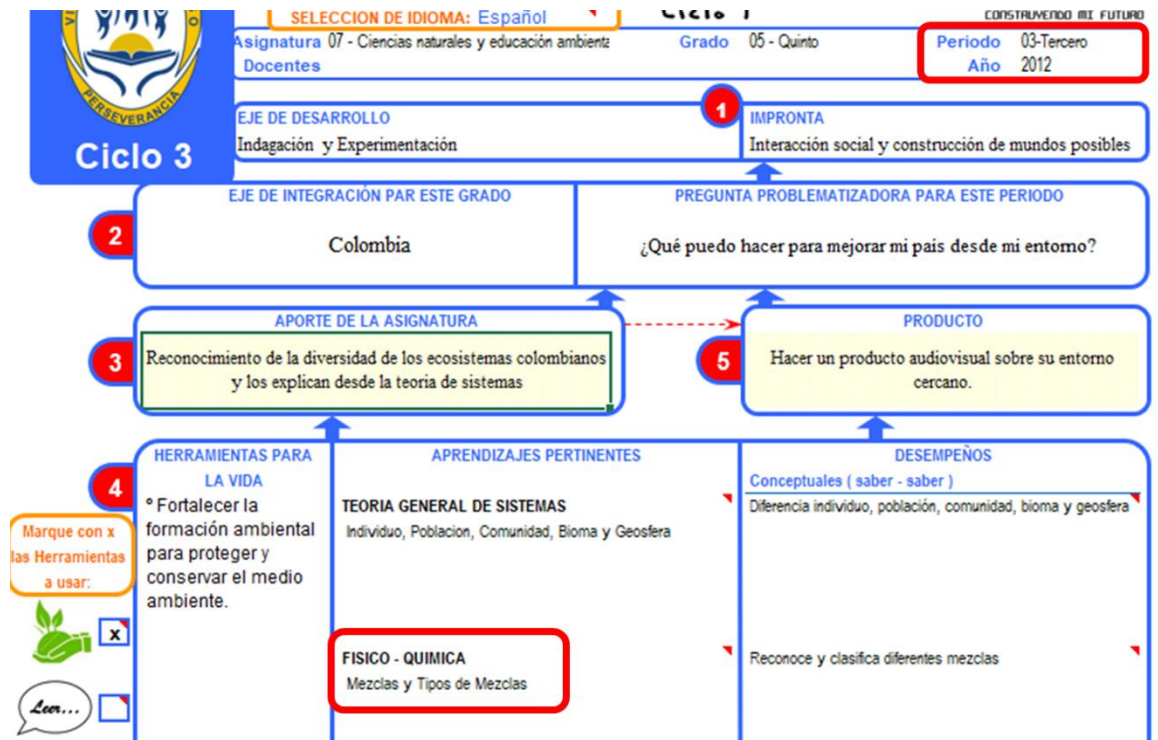 SELECCION DE IDIOMA: Español
CONSTRUYENDO MI FUTURO
Asignatura 07 - Ciencias naturales y educación ambienta
Grado 05 - Quinto
Periodo 03-Tercero
Docentes
Año 2012
PERSEVERANCIA
Ciclo 3
1
EJE DE DESARROLLO
Indagación y Experimentación
IMPRONTA
Interacción social y construcción de mundos posibles
2
EJE DE INTEGRACIÓN PAR ESTE GRADO
Colombia
PREGUNTA PROBLEMATIZADORA PARA ESTE PERIODO
¿Qué puedo hacer para mejorar mi país desde mi entorno?
3
APORTE DE LA ASIGNATURA
Reconocimiento de la diversidad de los ecosistemas colombianos
y los explican desde la teoria de sistemas
5
PRODUCTO
Hacer un producto audiovisual sobre su entorno
cercano.
4
HERRAMIENTAS PARA
LA VIDA
° Fortalecer la
formación ambiental
para proteger y
conservar el medio
ambiente.
APRENDIZAJES PERTINENTES
TEORIA GENERAL DE SISTEMAS
Individuo, Poblacion, Comunidad, Bioma y Geosfera
FISICO - QUIMICA
Mezclas y Tipos de Mezclas
DESEMPEÑOS
Conceptuales ( saber - saber )
Diferencia individuo, población, comunidad, bioma y geosfera
Reconoce y clasifica diferentes mezclas
Marque con x
las Herramientas
a usar:
x
Leer...